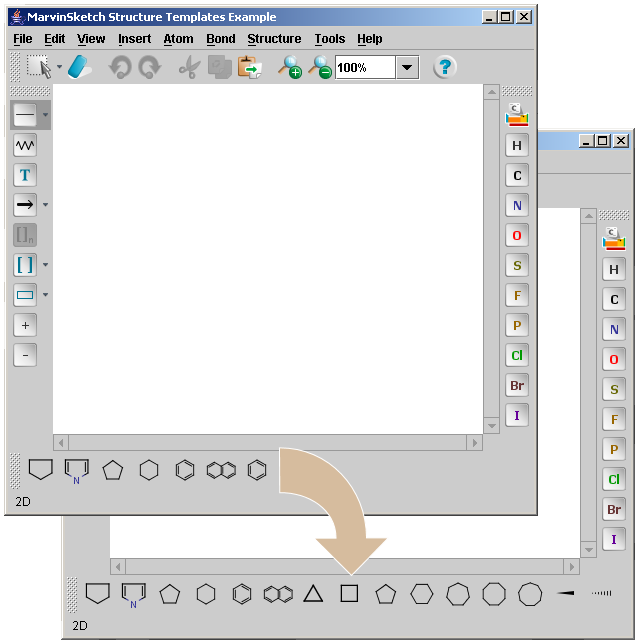 MarvinSketch Structure Templates Example
File Edit View Insert Atom Bond Structure Tools Help
100% ?
C
H
C
T
N
O
[ ]n
S
[ ]
F
P
+
Cl
-
Br
I
N
2D
C
H
C
N
O
S
F
P
Cl
Br
I
N
2D